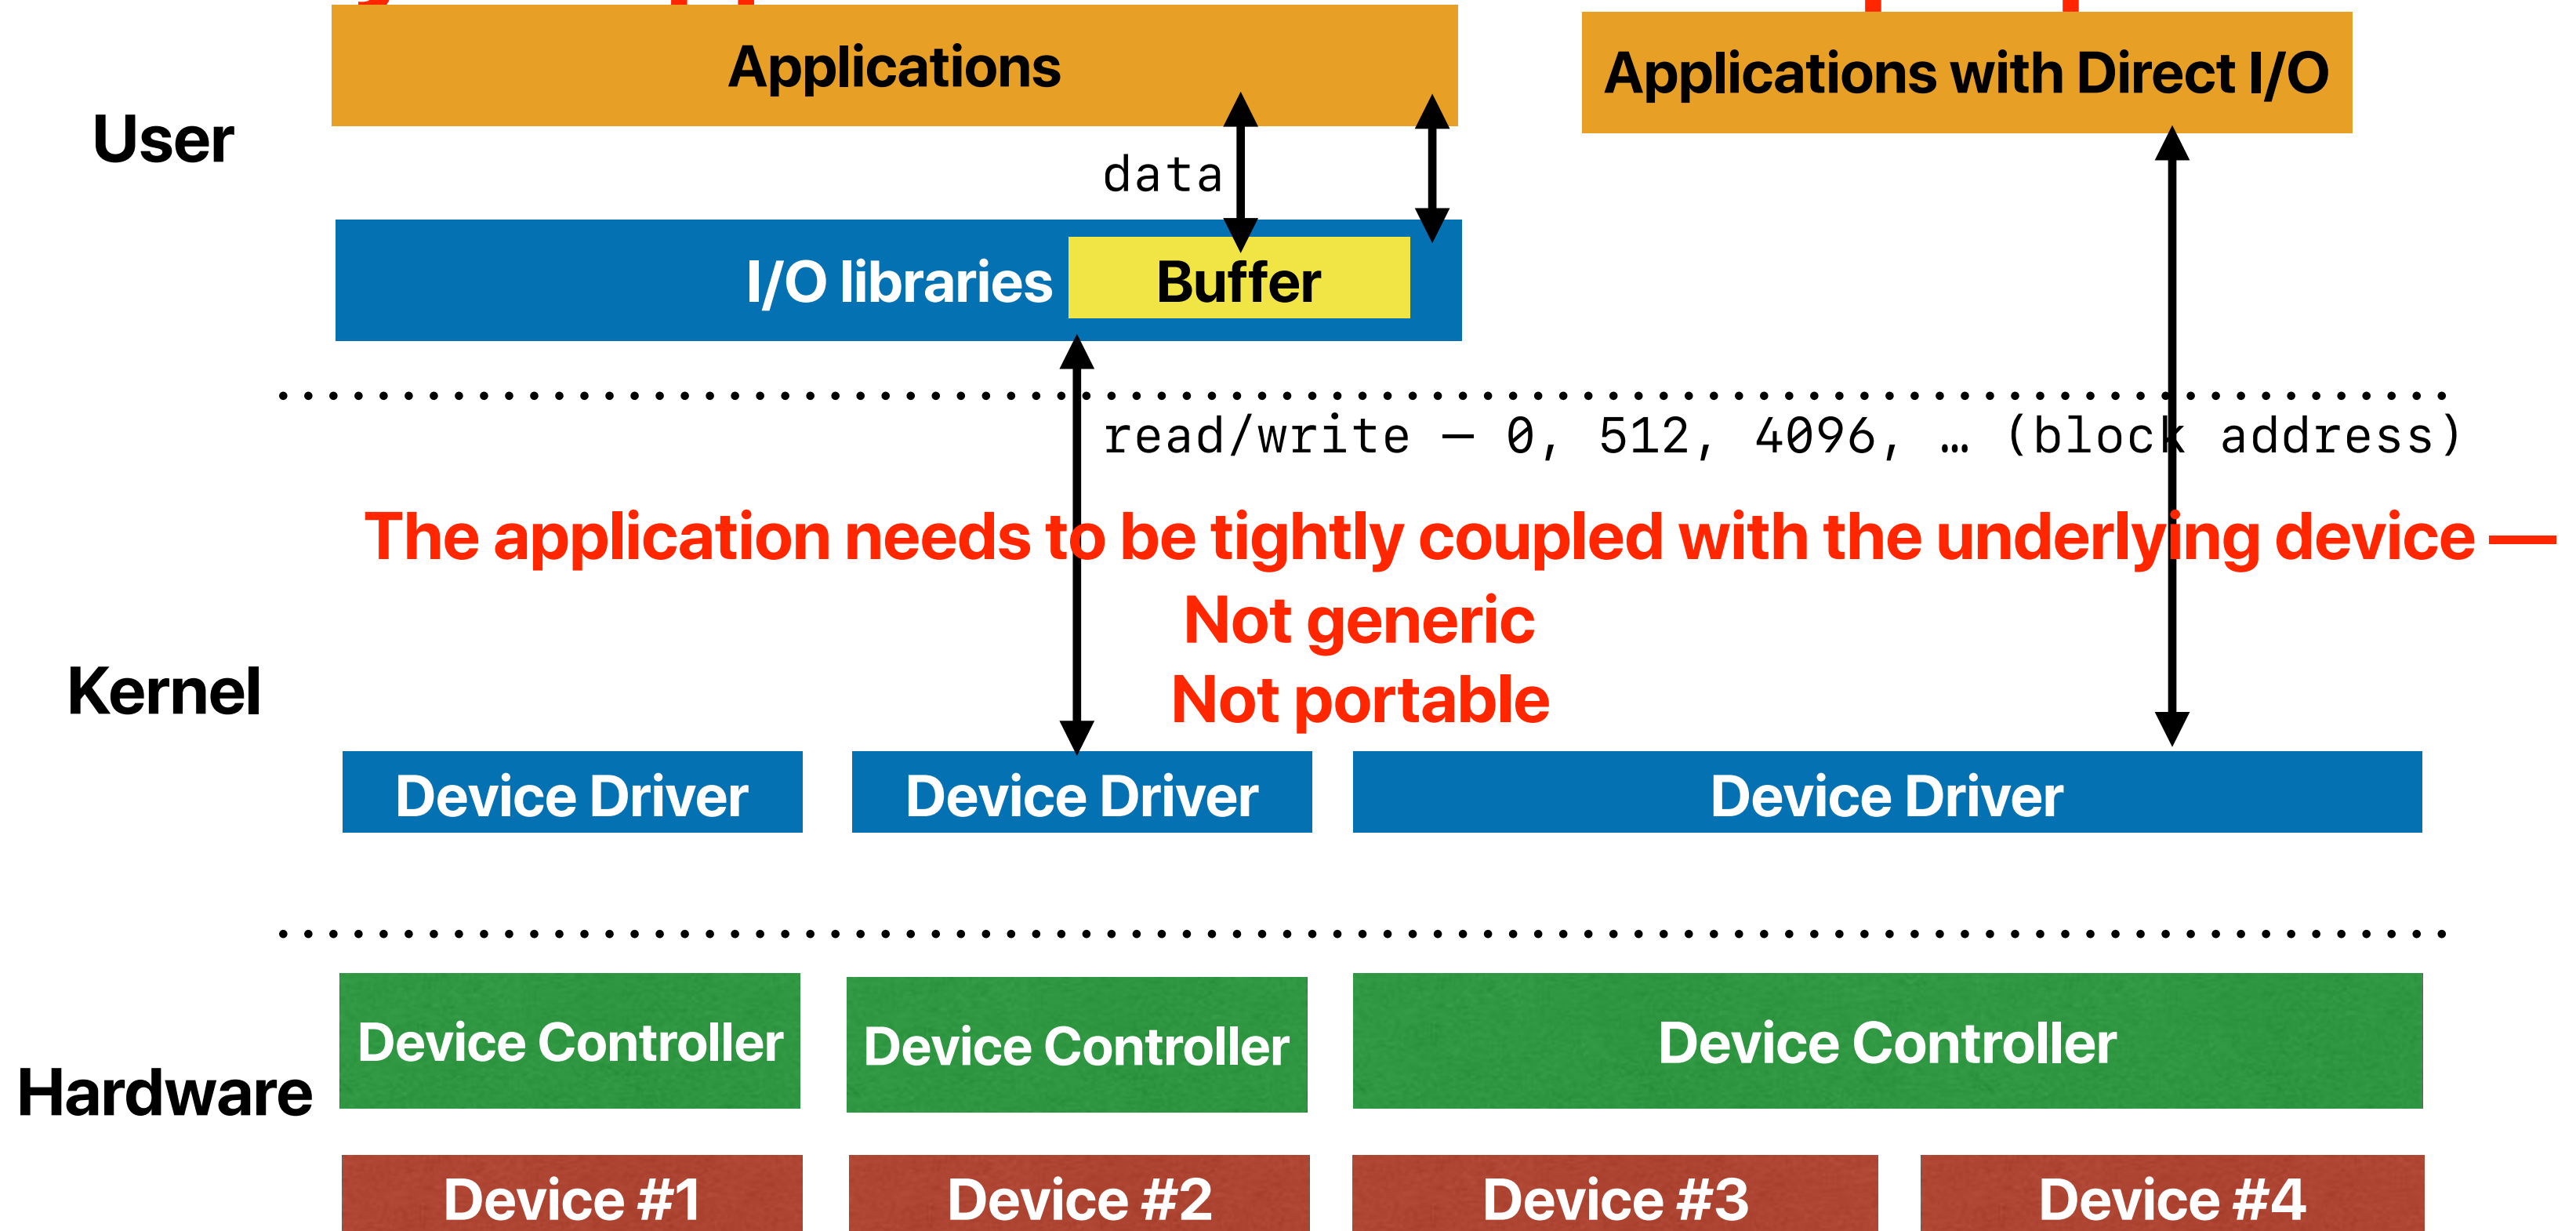 Applications
Applications with Direct I/O
User
data
I/O libraries
Buffer
read/write — 0, 512, 4096, … (block address)
The application needs to be tightly coupled with the underlying device —
Not generic
Not portable
Kernel
Device Driver
Device Driver
Device Driver
Device Controller
Device Controller
Device Controller
Hardware
Device #1
Device #2
Device #3
Device #4